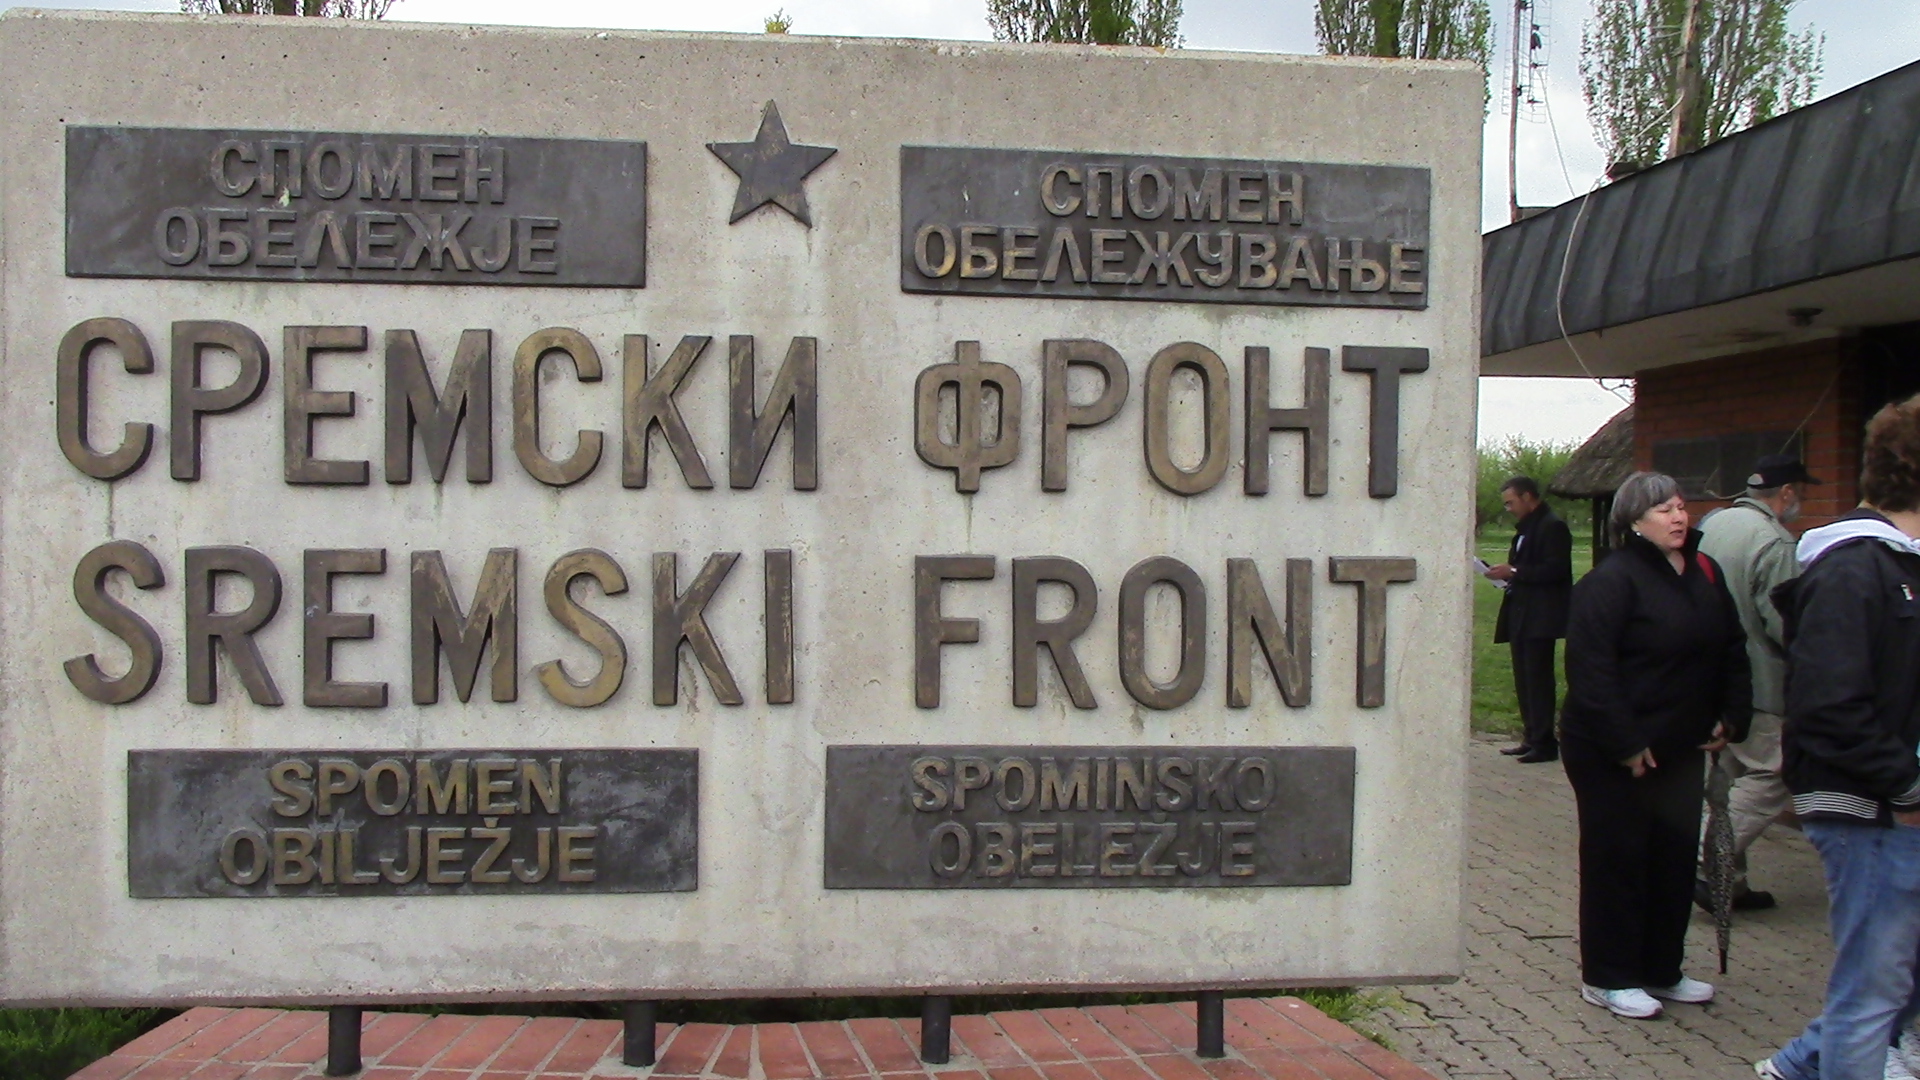 СПОМЕН
ОБЕЛЕЖЈЕ
СПОМЕН
ОБЕЛЕЖУВАЊЕ
СРЕМСКИ ФРОНТ
SREMSKI FRONT
SPOMEN
OBILJEŽJE
SPOMINSKO
OBELEŽJE